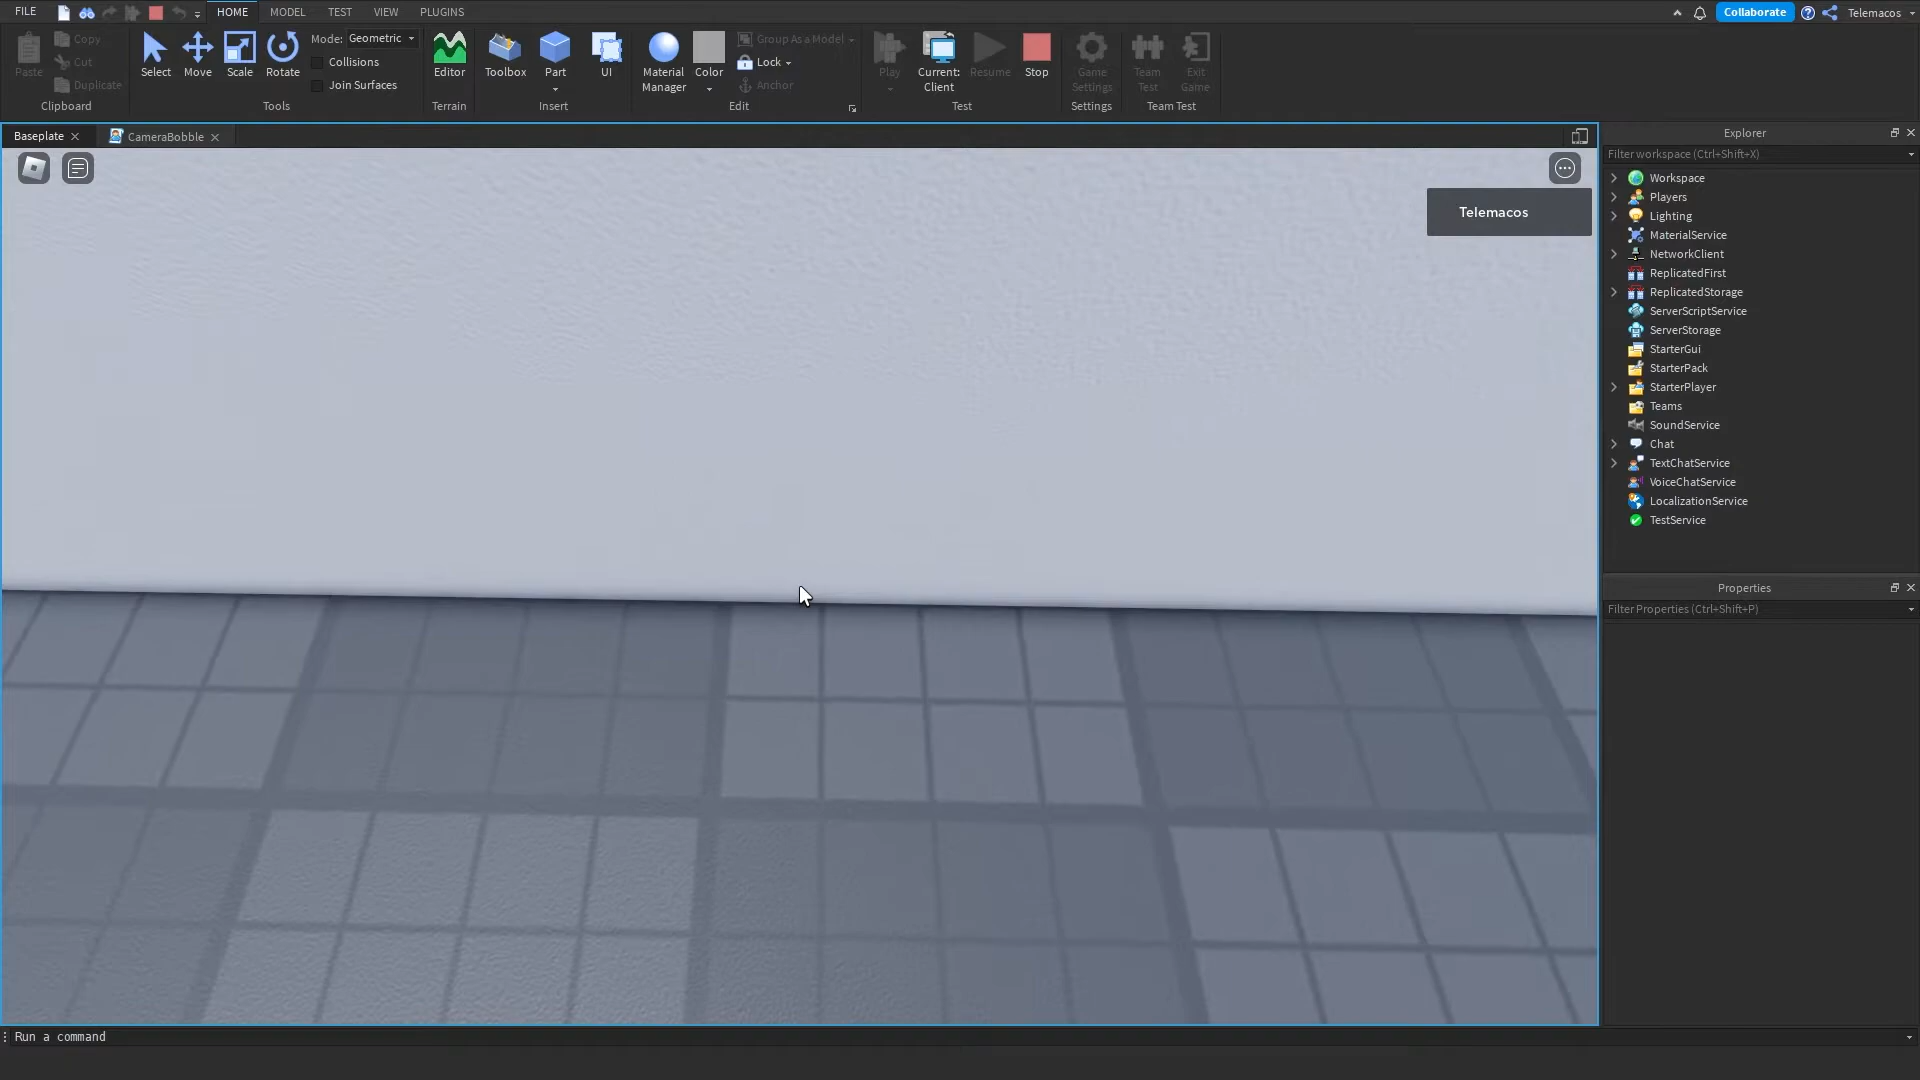 FILE HOME MODEL TEST VIEW PLUGINS Collaborate Telemacos
Paste
Copy
Cut
Duplicate
Clipboard
Select Move Scale Rotate
Mode: Geometric
Collisions
Join Surfaces
Tools
Editor
Terrain
Toolbox Part UI
Insert
Material Manager
Color
Group As a Model
Lock
Anchor
Edit
Play
Current: Client
Resume Stop
Test
Game Settings
Settings
Team Test
Exit Game
Team Test
Baseplate CameraBobble
Telemacos
Explorer
Filter workspace (Ctrl+Shift+X)
Workspace
Players
Lighting
MaterialService
NetworkClient
ReplicatedFirst
ReplicatedStorage
ServerScriptService
ServerStorage
StarterGui
StarterPack
StarterPlayer
Teams
SoundService
Chat
TextChatService
VoiceChatService
LocalizationService
TestService
Properties
Filter Properties (Ctrl+Shift+P)
Run a command